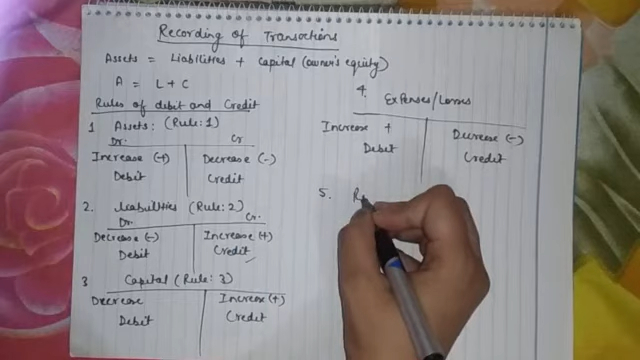 Recording of Transactions
Assets = Liabilities + Capital (owner's equity)
A = L + C
Rules of debit and Credit
1 Assets: (Rule: 1)
Dr. Cr
Increase (+) Decrease (-)
Debit Credit
2. Liabilities (Rule: 2)
Dr. Cr.
Decrease (-) Increase (+)
Debit Credit
3 Capital (Rule: 3)
Decrease Increase (+)
Debit Credit
4. Expenses/Losses
Increase + Decrease (-)
Debit Credit
5. R